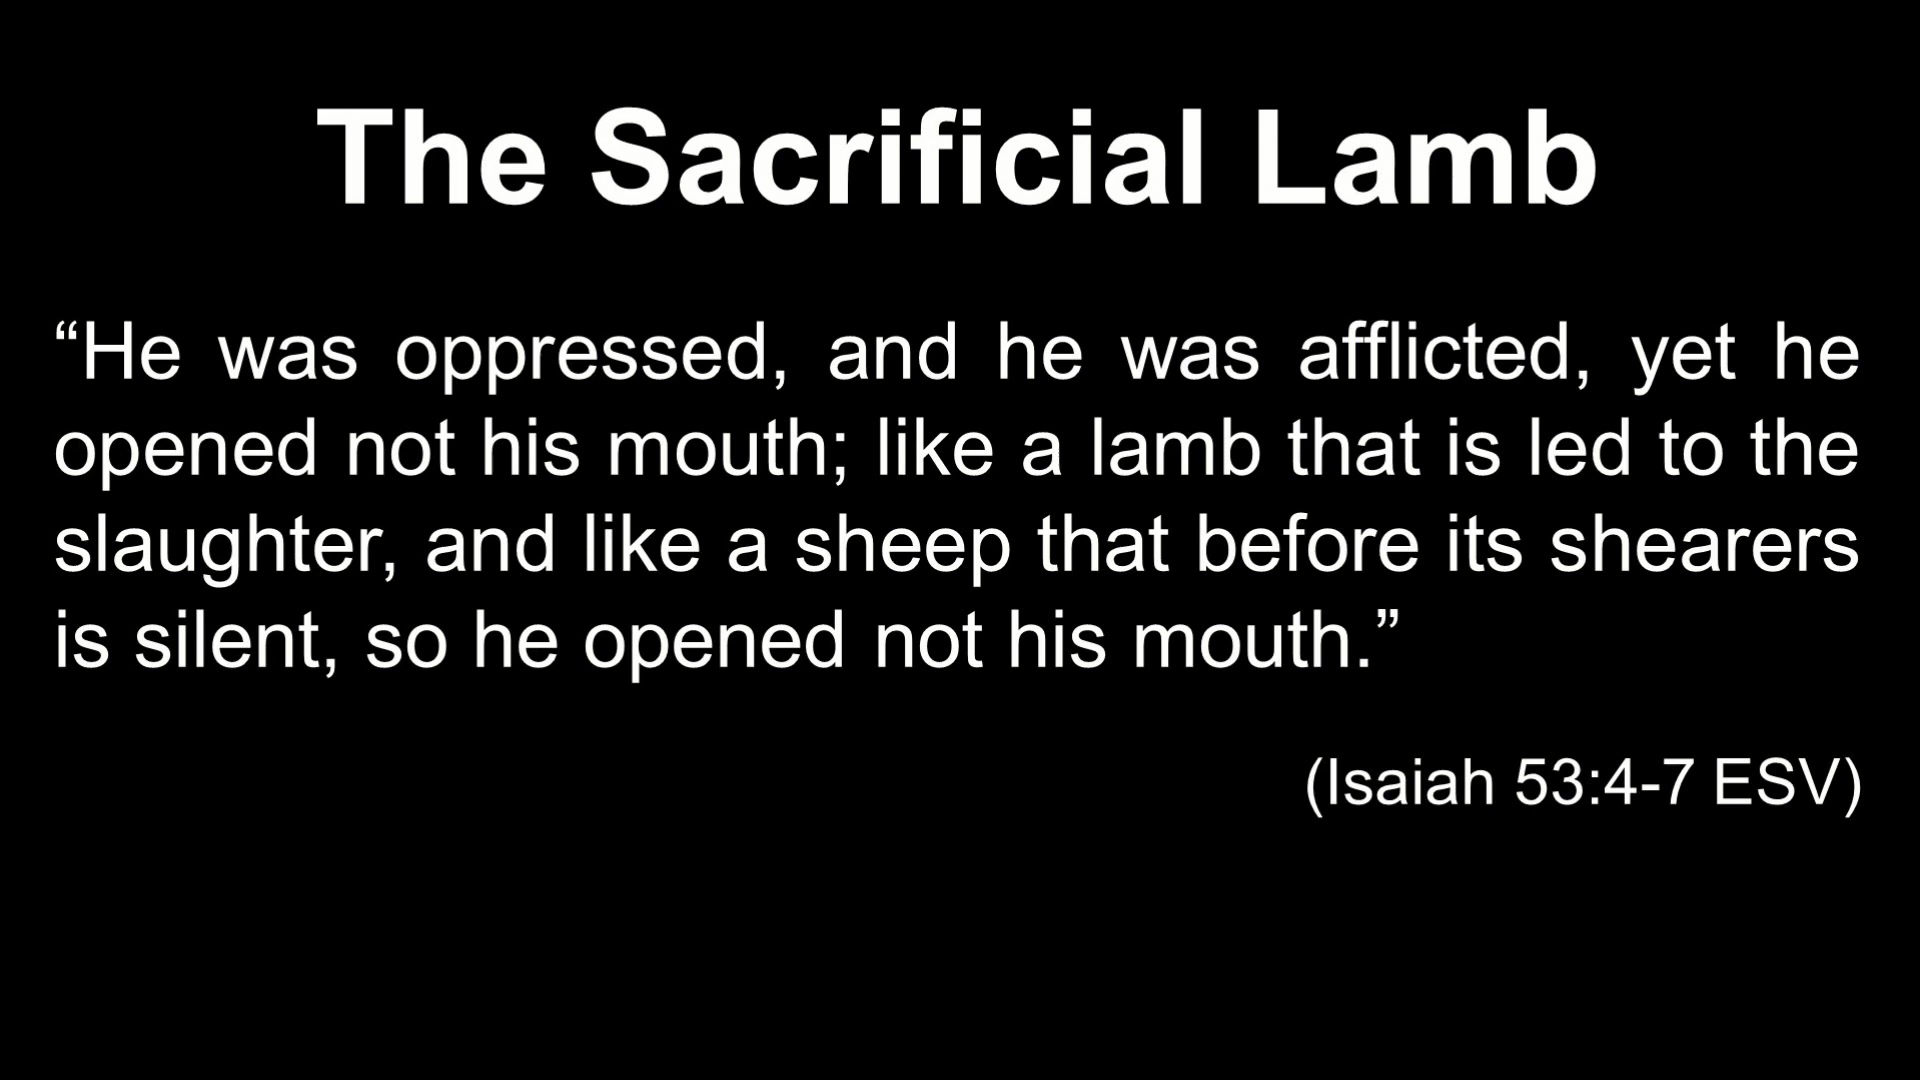 The Sacrificial Lamb
“He was oppressed, and he was afflicted, yet he
opened not his mouth; like a lamb that is led to the
slaughter, and like a sheep that before its shearers
is silent, so he opened not his mouth.”
(Isaiah 53:4-7 ESV)